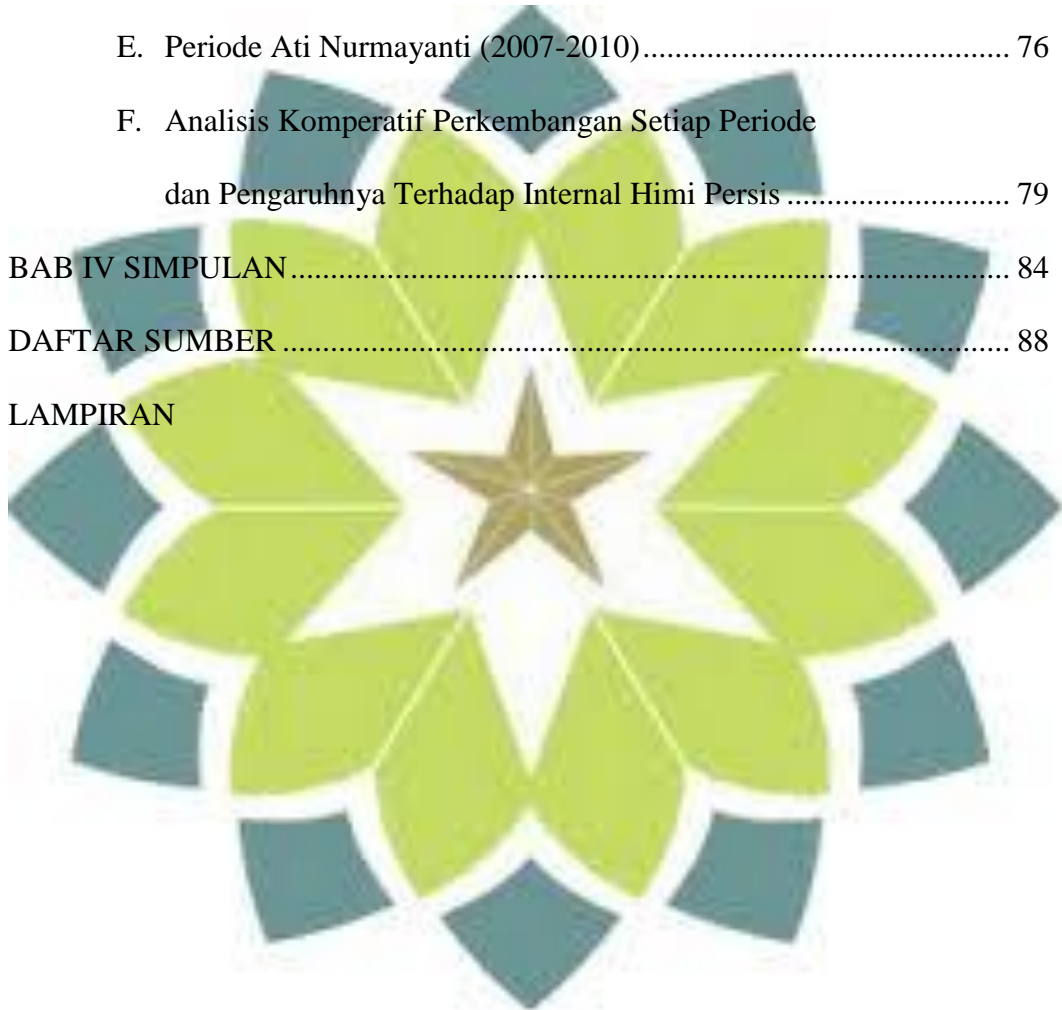 E. Periode Ati Nurmayanti (2007-2010)........................................ 76
F. Analisis Komperatif Perkembangan Setiap Periode
dan Pengaruhnya Terhadap Internal Himi Persis ......................... 79
BAB IV SIMPULAN................................................................................ 84
DAFTAR SUMBER ................................................................................. 88
LAMPIRAN